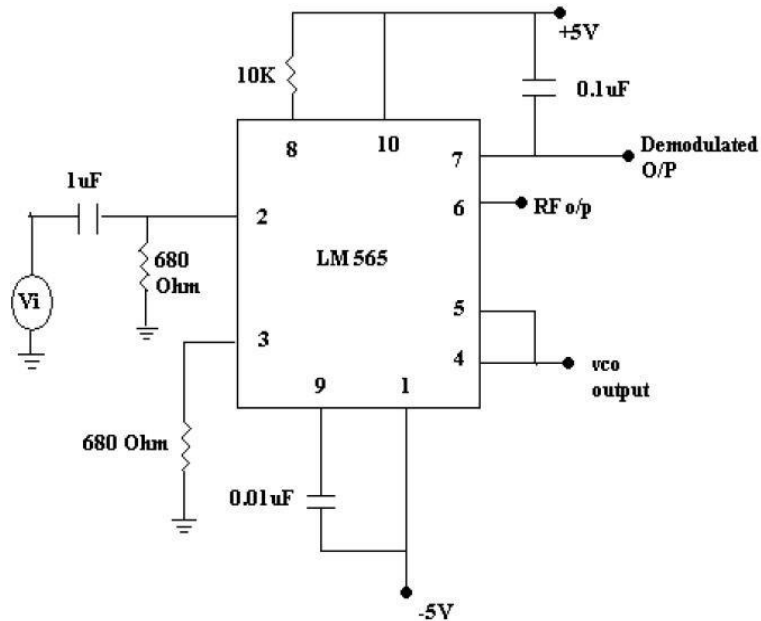 +5V
10K
0.1uF
8
10
7
Demodulated
O/P
1uF
2
6
RF o/p
680
Ohm
LM 565
Vi
5
3
4
vco
output
9
1
680 Ohm
0.01uF
-5V